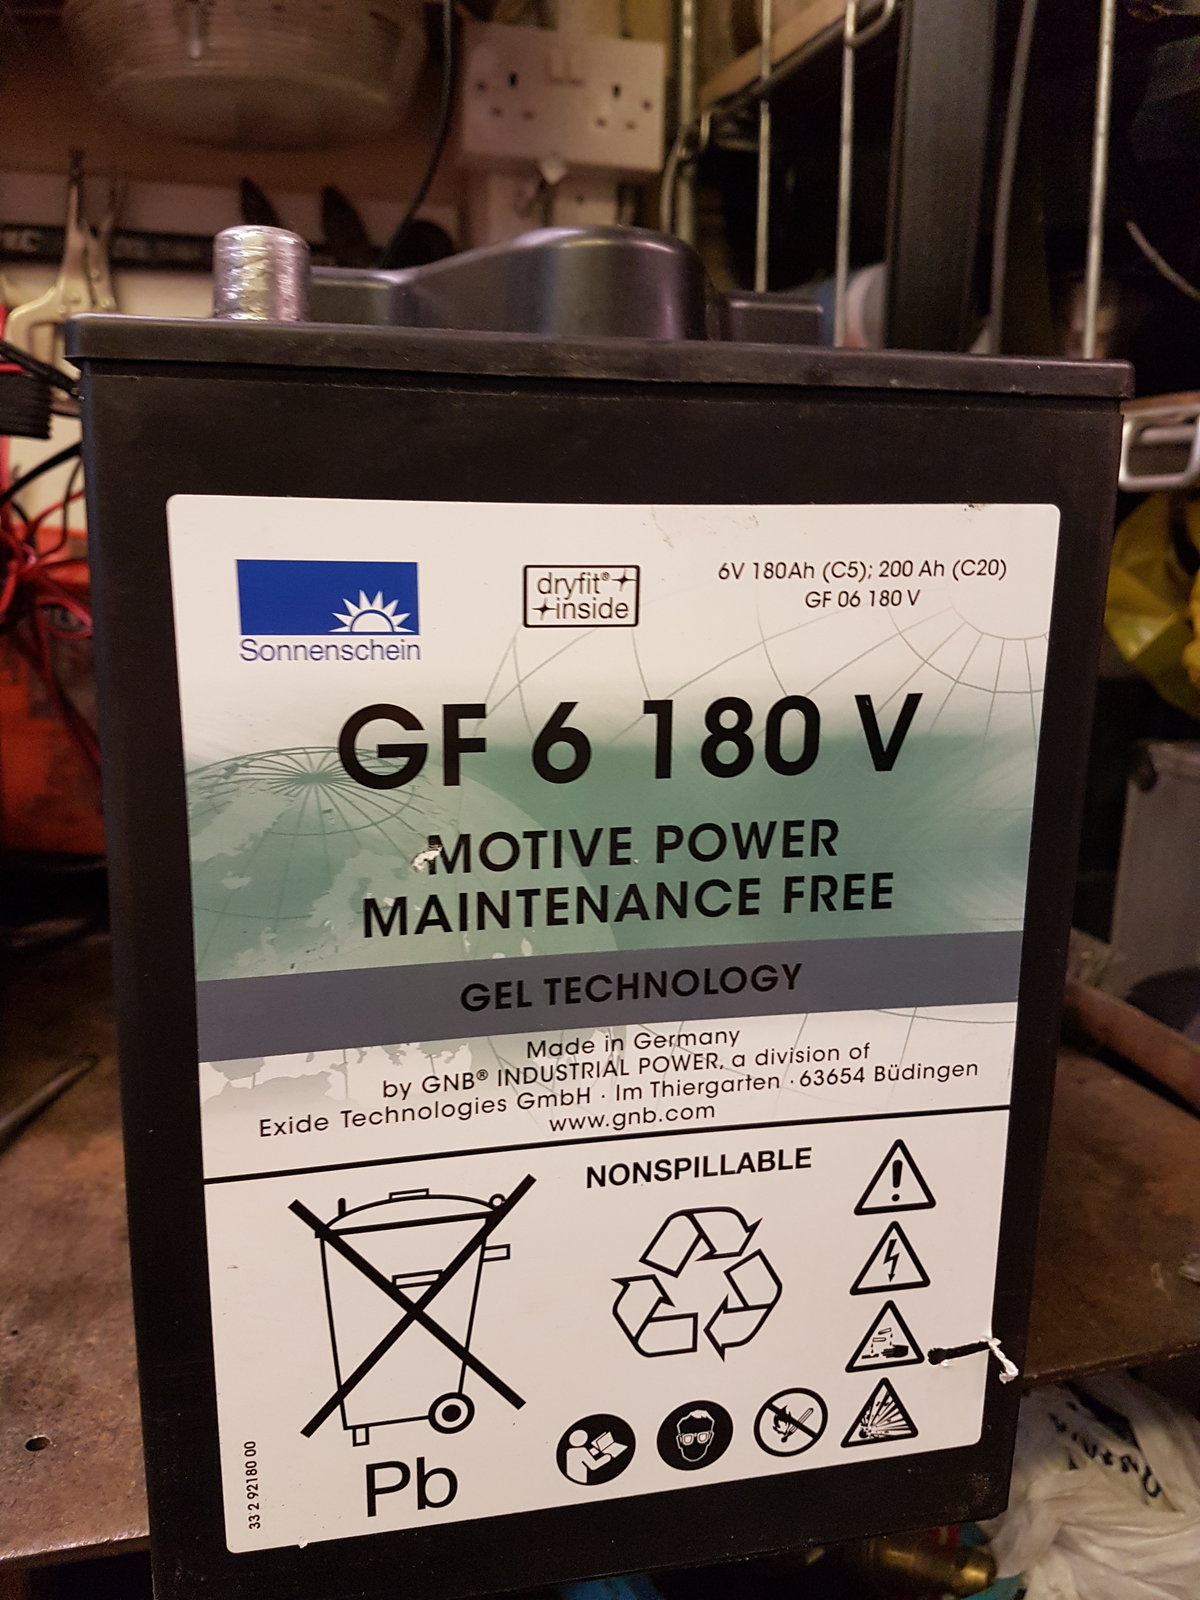 Sonnenschein
dryfit®
inside
6V 180Ah (C5); 200 Ah (C20)
GF 06 180 V
GF 6 180 V
MOTIVE POWER
MAINTENANCE FREE
GEL TECHNOLOGY
Made in Germany
by GNB® INDUSTRIAL POWER, a division of
Exide Technologies GmbH · Im Thiergarten · 63654 Büdingen
www.gnb.com
NONSPILLABLE
Pb
33 2 92180 00